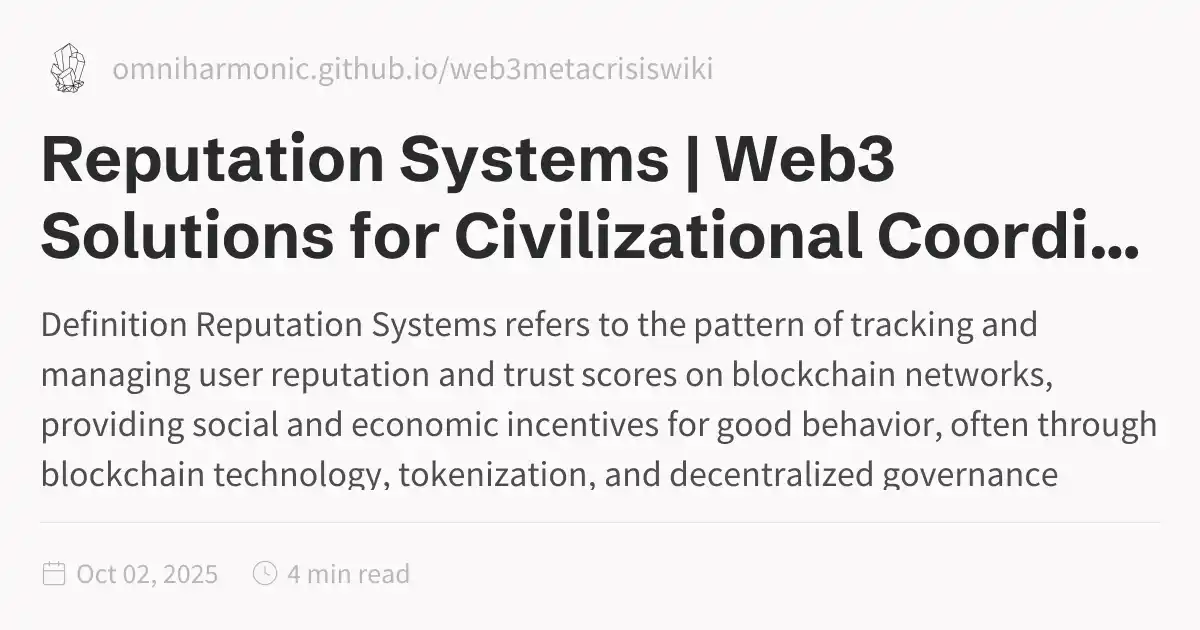 omniharmonic.github.io/web3metacrisiswiki
Reputation Systems | Web3
Solutions for Civilizational Coordi...
Definition Reputation Systems refers to the pattern of tracking and
managing user reputation and trust scores on blockchain networks,
providing social and economic incentives for good behavior, often through
blockchain technology, tokenization, and decentralized governance
Oct 02, 2025
4 min read